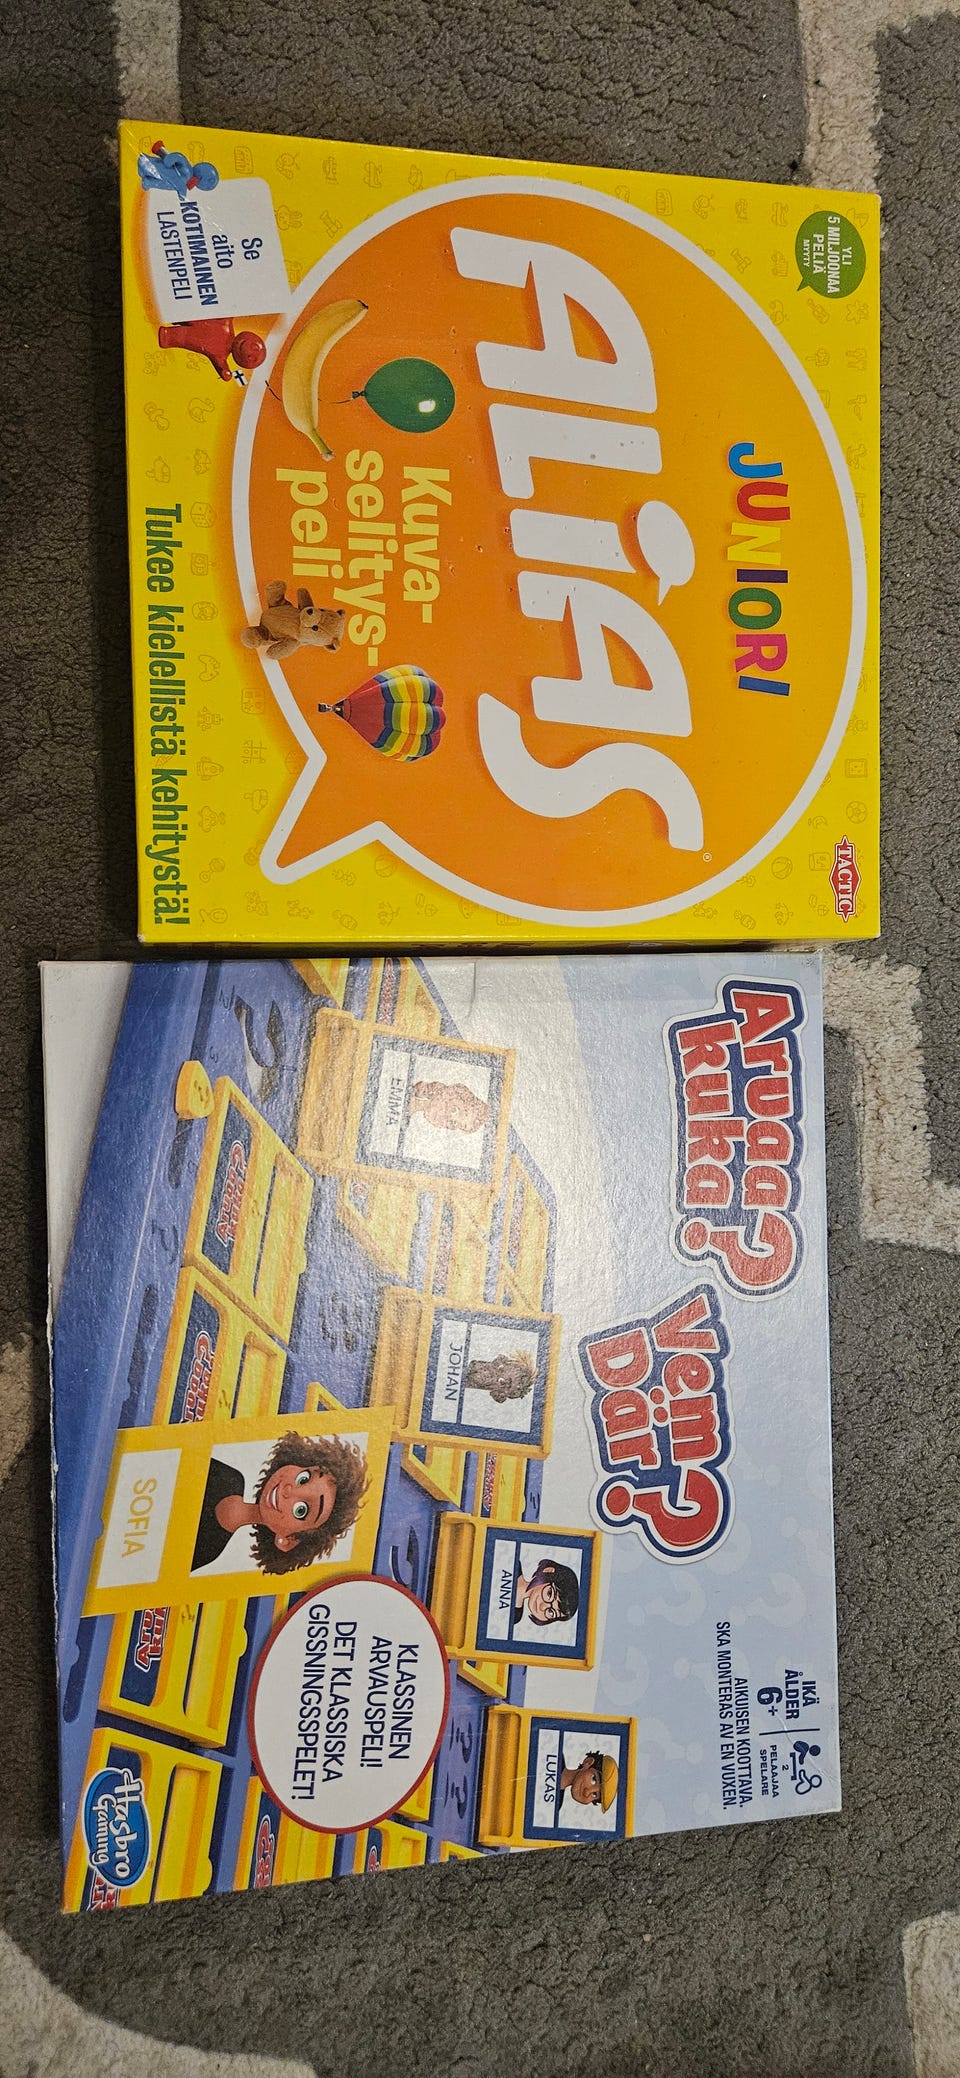 YLI
5 MILJOONAA
PELIÄ
MYYTY
JUNIORI
ALIAS
®
Kuva-
selitys-
peli
Se
aito
KOTIMAINEN
LASTENPELI
Tukee kielellistä kehitystä!
TACTIC
Arvaa
kuka?
Vem?
Där?
IKÄ
ÅLDER
6+
2
PELAAJAA
SPELARE
AIKUISEN KOOTTAVA.
SKA MONTERAS AV EN VUXEN.
EMMA
JOHAN
ANNA
LUKAS
SOFIA
KLASSINEN
ARVAUSPELI!
DET KLASSISKA
GISSNINGSSPELET!
Hasbro
Gaming